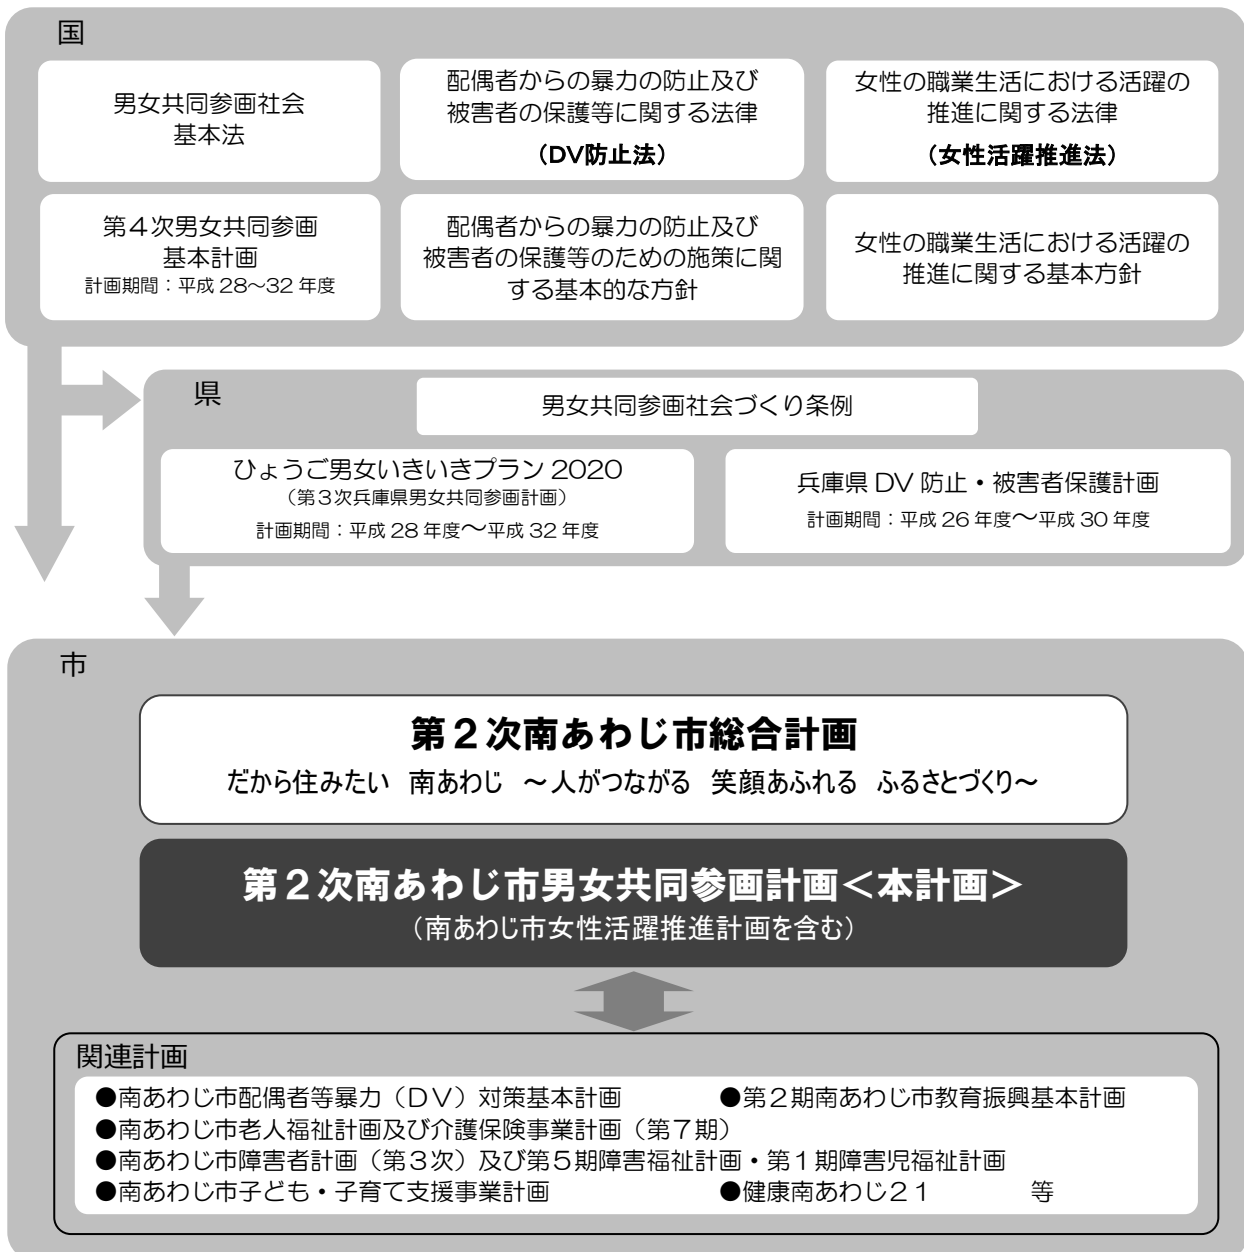 国
男女共同参画社会
基本法
配偶者からの暴力の防止及び
被害者の保護等に関する法律
（DV防止法）
女性の職業生活における活躍の
推進に関する法律
（女性活躍推進法）
第４次男女共同参画
基本計画
計画期間：平成 28～32 年度
配偶者からの暴力の防止及び
被害者の保護等のための施策に関
する基本的な方針
女性の職業生活における活躍の
推進に関する基本方針
県
男女共同参画社会づくり条例
ひょうご男女いきいきプラン 2020
（第３次兵庫県男女共同参画計画）
計画期間：平成 28 年度～平成 32 年度
兵庫県 DV 防止・被害者保護計画
計画期間：平成 26 年度～平成 30 年度
市
第２次南あわじ市総合計画
だから住みたい　南あわじ　～人がつながる　笑顔あふれる　ふるさとづくり～
第２次南あわじ市男女共同参画計画＜本計画＞
（南あわじ市女性活躍推進計画を含む）
関連計画
●南あわじ市配偶者等暴力（ＤＶ）対策基本計画　　　●第２期南あわじ市教育振興基本計画
●南あわじ市老人福祉計画及び介護保険事業計画（第７期）
●南あわじ市障害者計画（第３次）及び第５期障害福祉計画・第１期障害児福祉計画
●南あわじ市子ども・子育て支援事業計画　　　●健康南あわじ２１　　　等